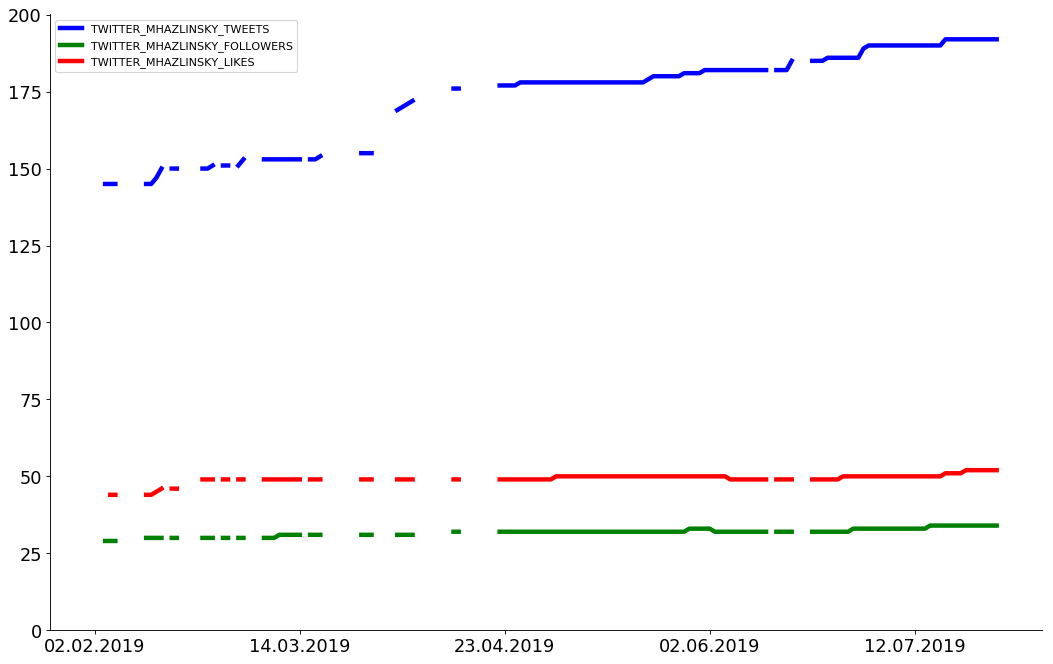 200
TWITTER_MHAZLINSKY_TWEETS
TWITTER_MHAZLINSKY_FOLLOWERS
TWITTER_MHAZLINSKY_LIKES
175
150
125
100
75
50
25
0
02.02.2019 14.03.2019 23.04.2019 02.06.2019 12.07.2019